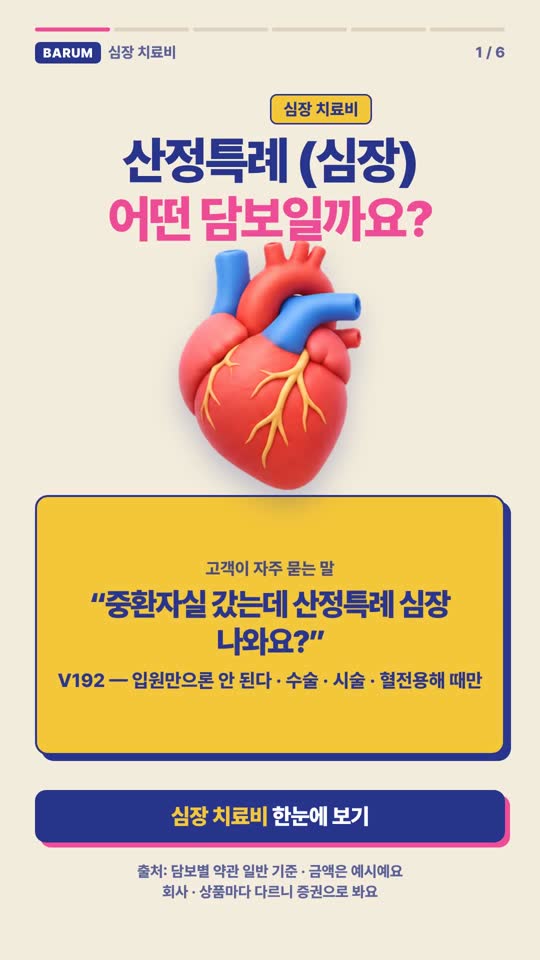 BARUM 심장 치료비 1 / 6
심장 치료비
산정특례 (심장)
어떤 담보일까요?
고객이 자주 묻는 말
“중환자실 갔는데 산정특례 심장
나와요?”
V192 — 입원만으론 안 된다 · 수술 · 시술 · 혈전용해 때만
심장 치료비 한눈에 보기
출처: 담보별 약관 일반 기준 · 금액은 예시예요
회사 · 상품마다 다르니 증권으로 봐요